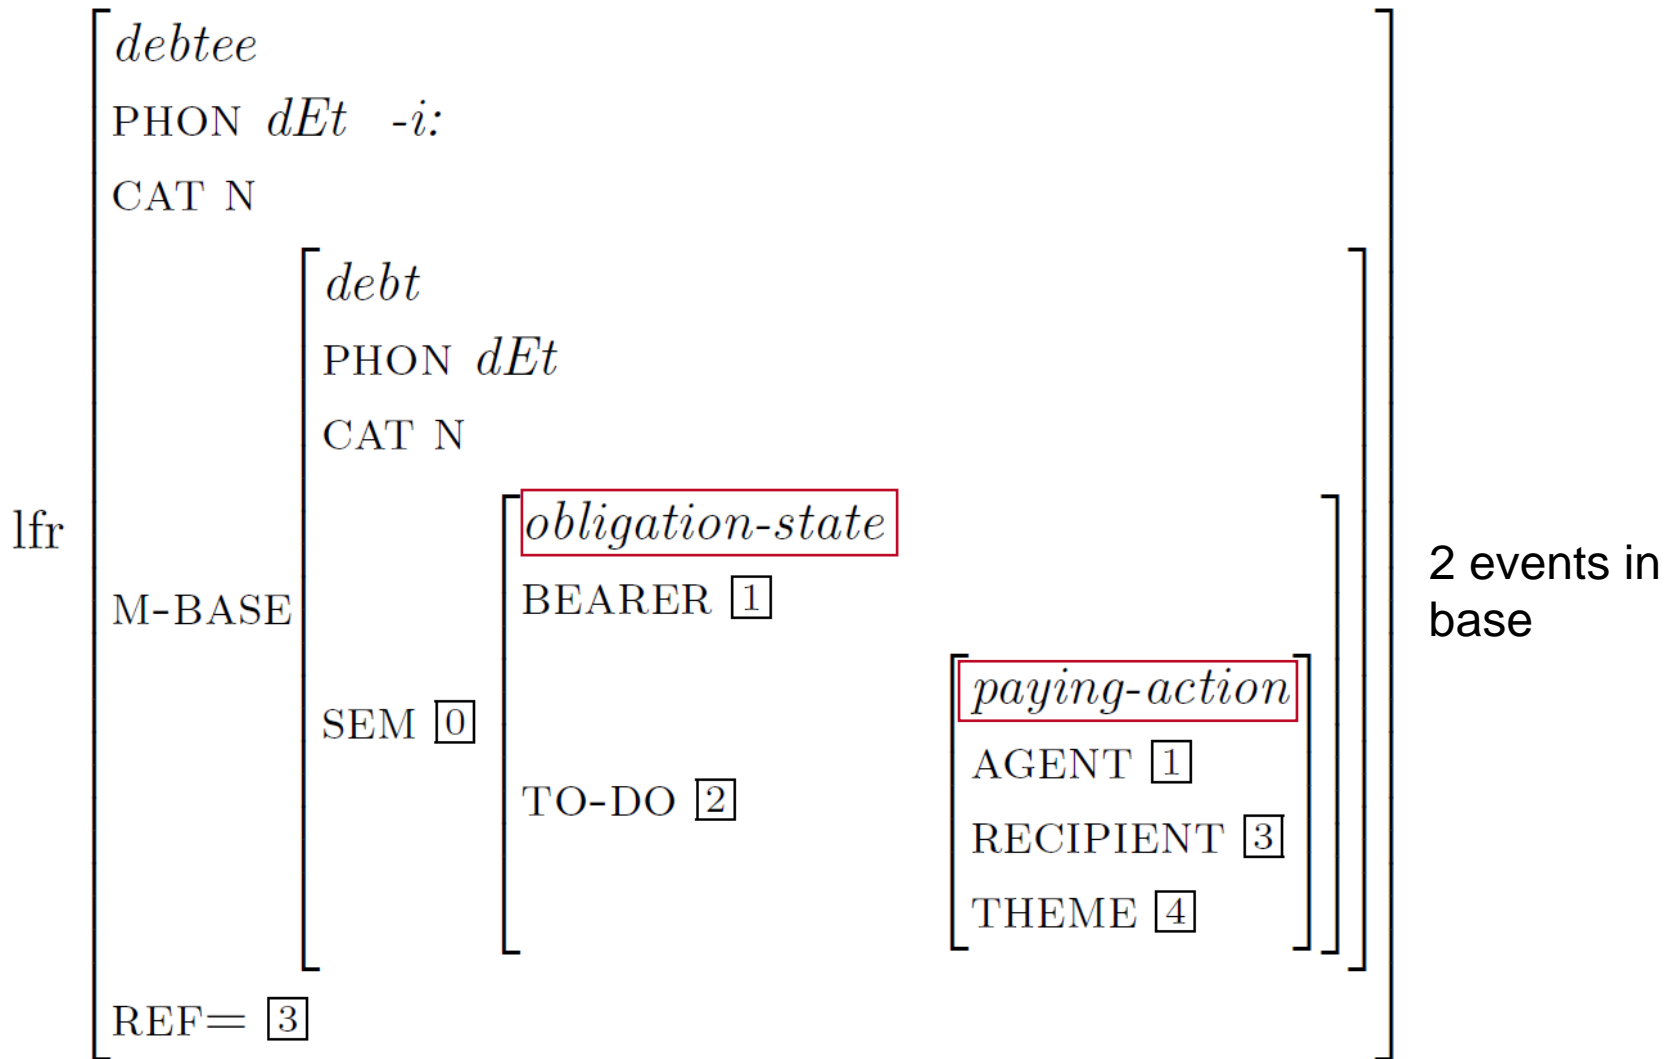 debtee
PHON dEt -i:
CAT N
debt
PHON dEt
CAT N
lfr
obligation-state
2 events in
base
M-BASE
BEARER 1
paying-action
SEM 0
AGENT 1
TO-DO 2
RECIPIENT 3
THEME 4
REF= 3